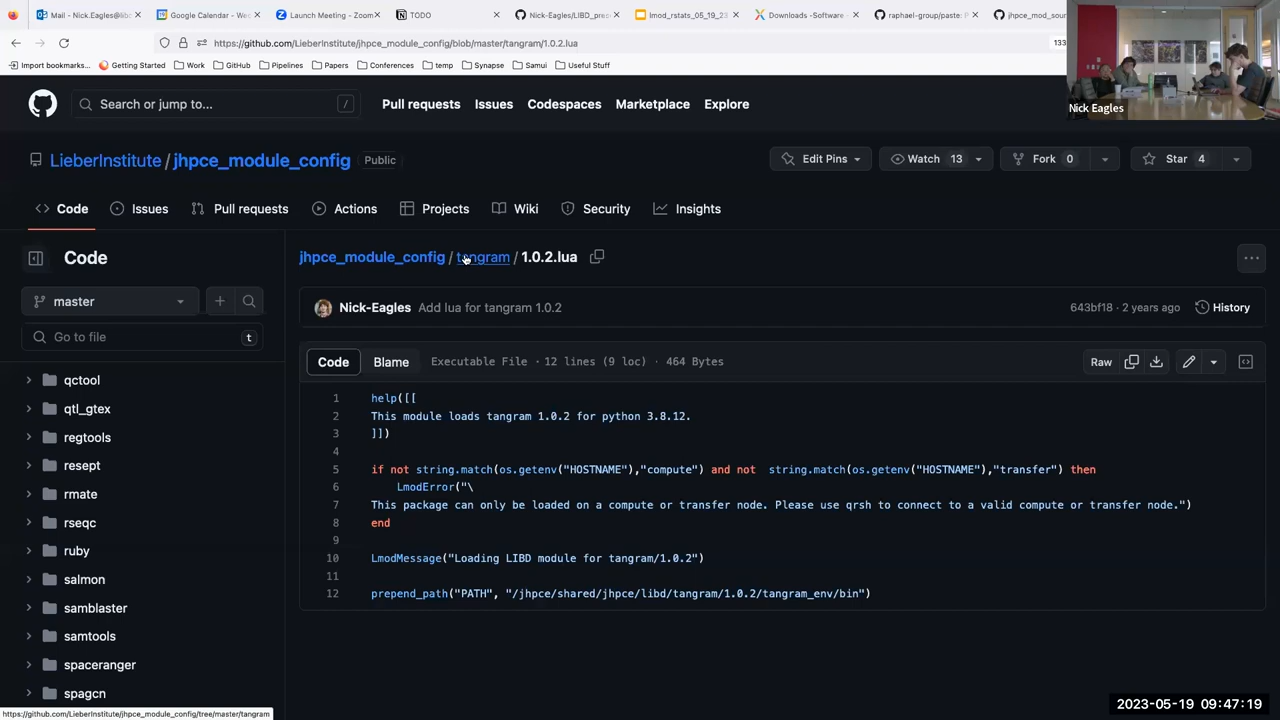 Mail - Nick.Eagles@lib
Google Calendar - We
Launch Meeting - Zoom
TODO
Nick-Eagles/LIBD_pres
lmod_rstats_05_19_23
Downloads -Software
raphael-group/paste: P
jhpce_mod_sour
https://github.com/LieberInstitute/jhpce_module_config/blob/master/tangram/1.0.2.lua
133
Import bookmarks...
Getting Started
Work
GitHub
Pipelines
Papers
Conferences
temp
Synapse
Samui
Useful Stuff
Nick Eagles
Search or jump to...
/
Pull requests
Issues
Codespaces
Marketplace
Explore
LieberInstitute / jhpce_module_config
Public
Edit Pins
Watch 13
Fork 0
Star 4
Code
Issues
Pull requests
Actions
Projects
Wiki
Security
Insights
Code
jhpce_module_config / tangram / 1.0.2.lua
master
Nick-Eagles Add lua for tangram 1.0.2
643bf18 · 2 years ago
History
Go to file
t
Code
Blame
Executable File · 12 lines (9 loc) · 464 Bytes
Raw
qctool
qtl_gtex
regtools
resept
rmate
rseqc
ruby
salmon
samblaster
samtools
spaceranger
spagcn
1 help([[
2 This module loads tangram 1.0.2 for python 3.8.12.
3 ]])
4
5 if not string.match(os.getenv("HOSTNAME"),"compute") and not  string.match(os.getenv("HOSTNAME"),"transfer") then
6 LmodError("\
7 This package can only be loaded on a compute or transfer node. Please use qrsh to connect to a valid compute or transfer node.")
8 end
9
10 LmodMessage("Loading LIBD module for tangram/1.0.2")
11
12 prepend_path("PATH", "/jhpce/shared/jhpce/libd/tangram/1.0.2/tangram_env/bin")
https://github.com/LieberInstitute/jhpce_module_config/tree/master/tangram
2023-05-19 09:47:19